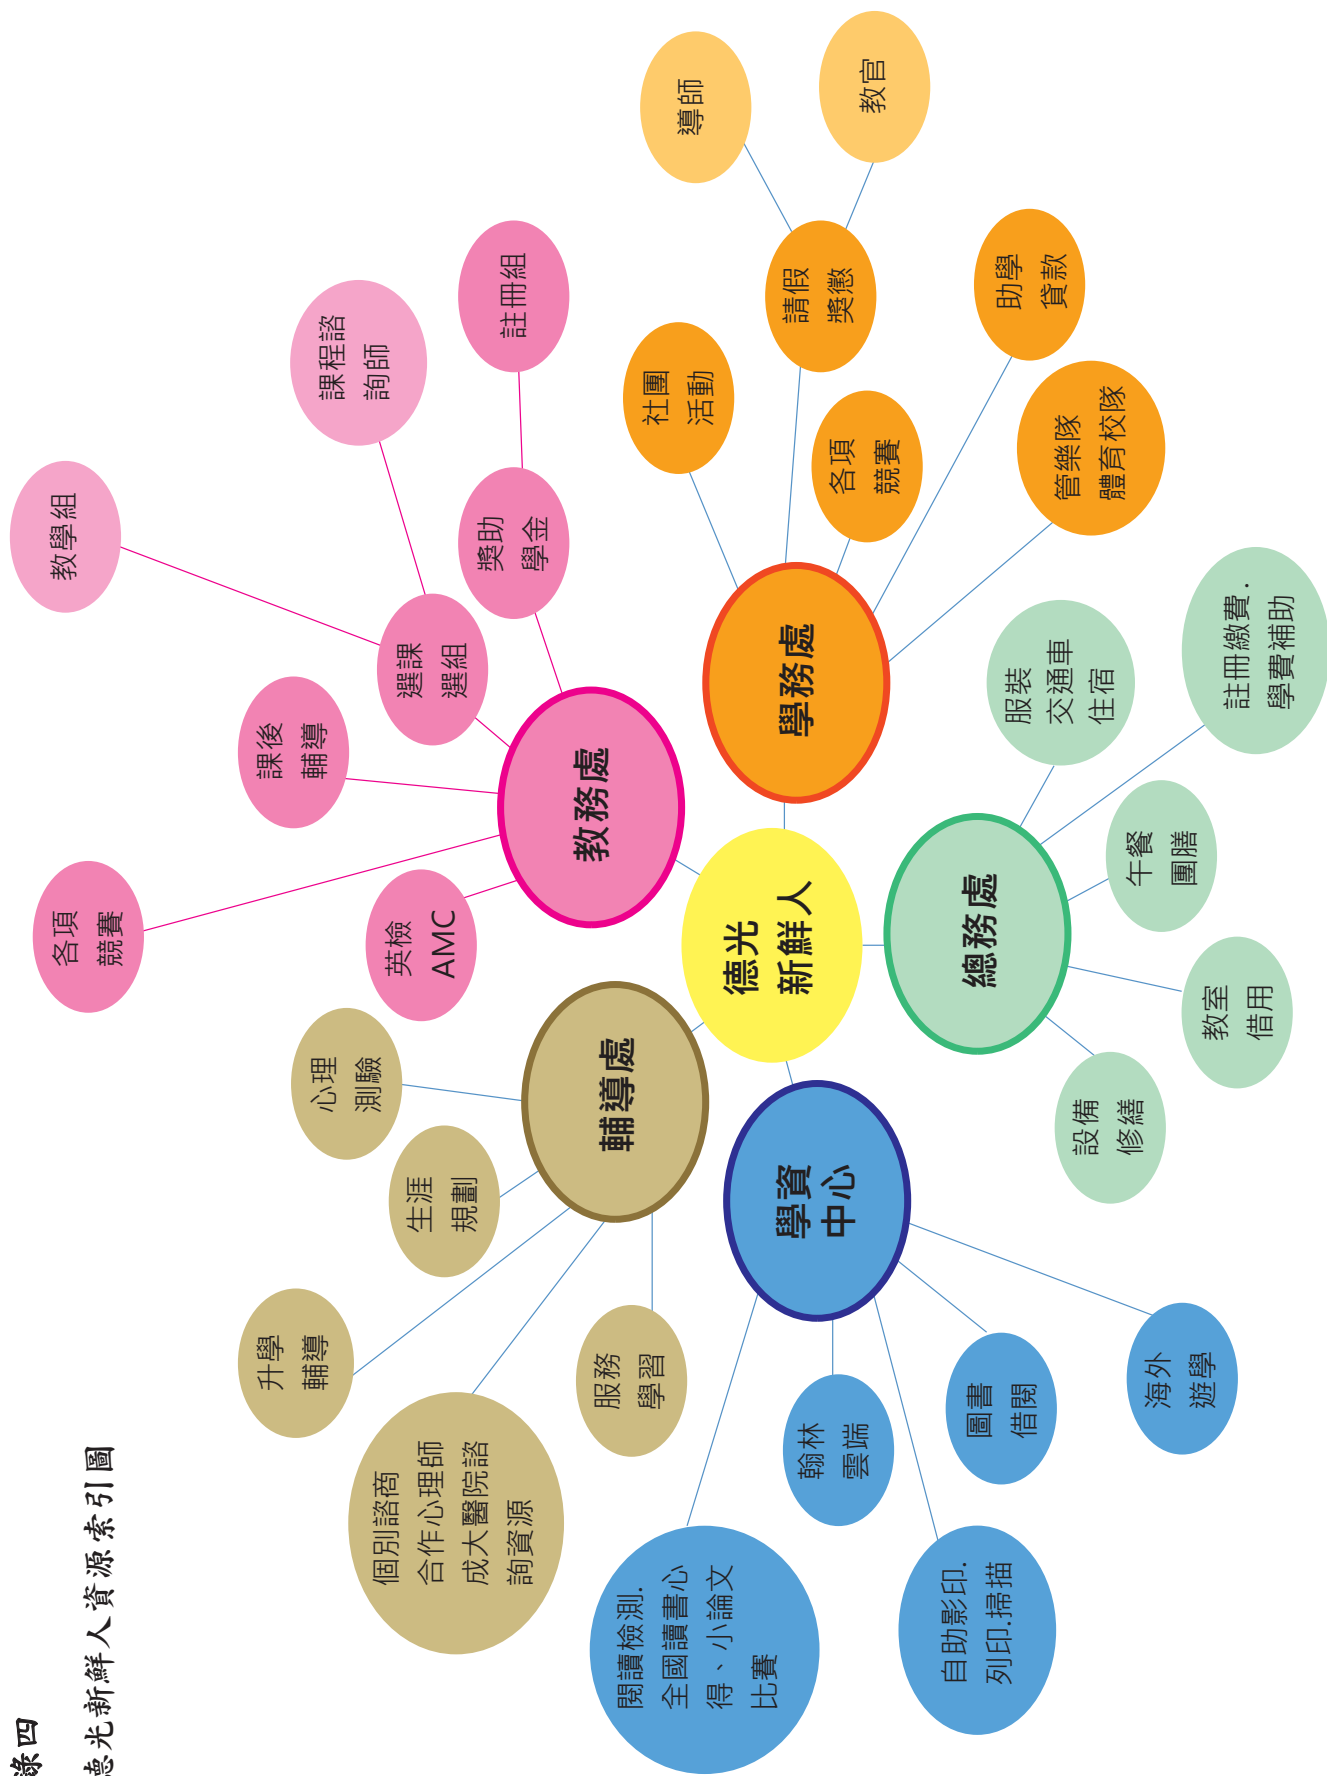 錄四
德光新鮮人資源索引圖
德光
新鮮人
教務處
各項
競賽
課後
輔導
選課
選組
教學組
課程諮
詢師
獎助
學金
註冊組
英檢
AMC
學務處
社團
活動
請假
獎懲
導師
教官
各項
競賽
助學
貸款
管樂隊
體育校隊
總務處
服裝
交通車
住宿
註冊繳費.
學費補助
午餐
團膳
教室
借用
設備
修繕
學資
中心
閱讀檢測.
全國讀書心
得、小論文
比賽
翰林
雲端
自助影印.
列印.掃描
圖書
借閱
海外
遊學
輔導處
心理
測驗
生涯
規劃
升學
輔導
個別諮商
合作心理師
成大醫院諮
詢資源
服務
學習